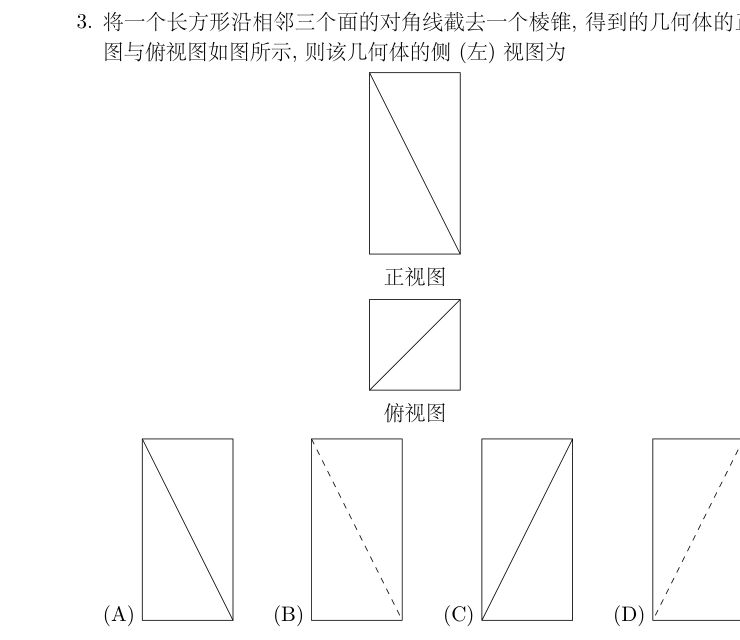 3. 将一个长方形沿相邻三个面的对角线截去一个棱锥, 得到的几何体的
图与俯视图如图所示, 则该几何体的侧 (左) 视图为
正视图
俯视图
(A) (B) (C) (D)